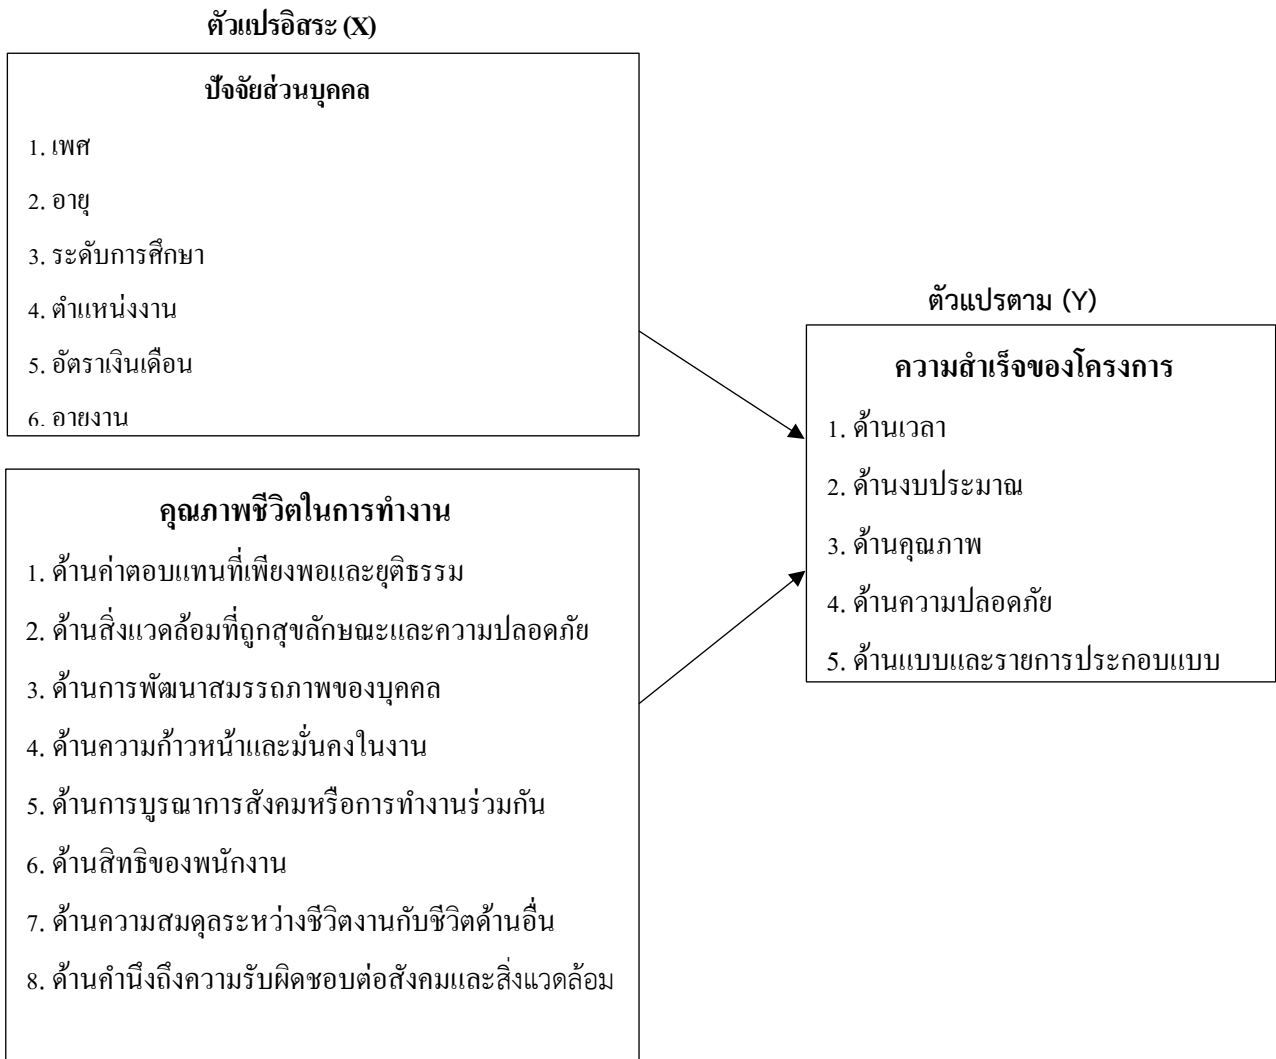 ตัวแปรอิสระ (X)
ปัจจัยส่วนบุคคล
1. เพศ
2. อายุ
3. ระดับการศึกษา
4. ตำแหน่งงาน
5. อัตราเงินเดือน
6. อายุงาน
คุณภาพชีวิตในการทำงาน
1. ด้านค่าตอบแทนที่เพียงพอและยุติธรรม
2. ด้านสิ่งแวดล้อมที่ถูกสุขลักษณะและความปลอดภัย
3. ด้านการพัฒนาสมรรถภาพของบุคคล
4. ด้านความก้าวหน้าและมั่นคงในงาน
5. ด้านการบูรณาการสังคมหรือการทำงานร่วมกัน
6. ด้านสิทธิของพนักงาน
7. ด้านความสมดุลระหว่างชีวิตงานกับชีวิตด้านอื่น
8. ด้านคำนึงถึงความรับผิดชอบต่อสังคมและสิ่งแวดล้อม
ตัวแปรตาม (Y)
ความสำเร็จของโครงการ
1. ด้านเวลา
2. ด้านงบประมาณ
3. ด้านคุณภาพ
4. ด้านความปลอดภัย
5. ด้านแบบและรายการประกอบแบบ